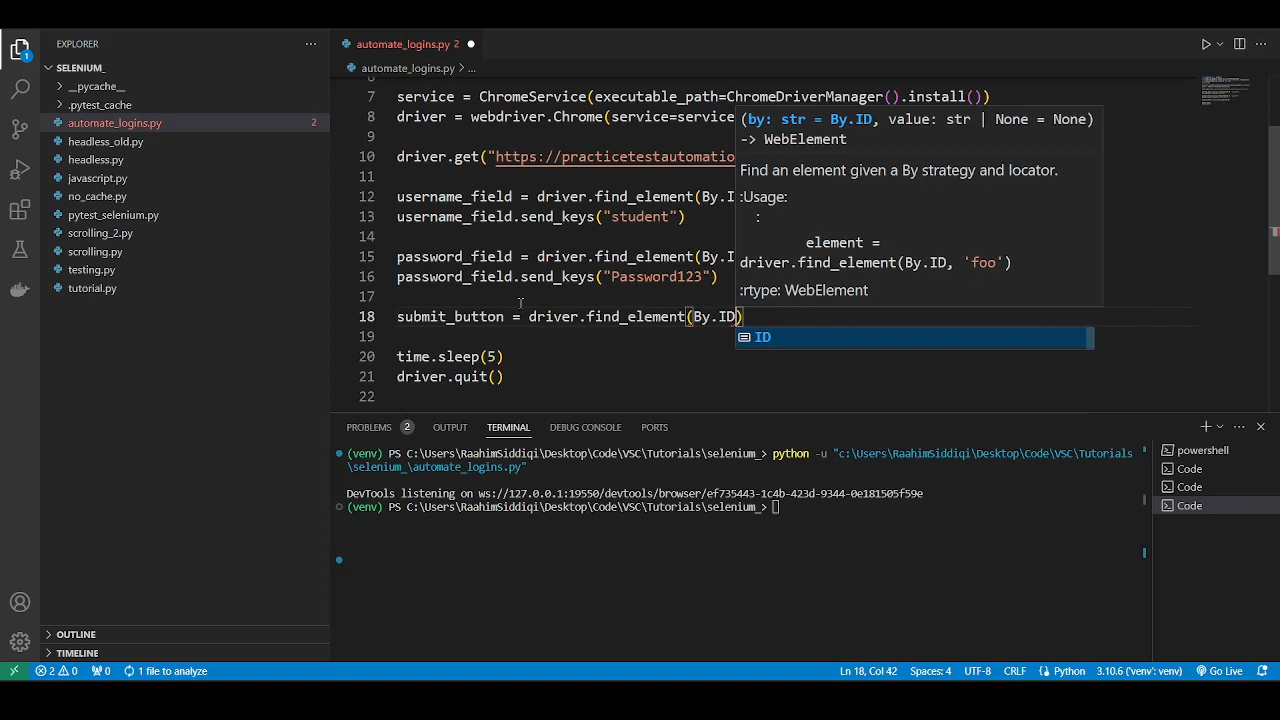 EXPLORER
SELENIUM_
__pycache__
.pytest_cache
automate_logins.py 2
headless_old.py
headless.py
javascript.py
no_cache.py
pytest_selenium.py
scrolling_2.py
scrolling.py
testing.py
tutorial.py
OUTLINE
TIMELINE
automate_logins.py 2
automate_logins.py > ...
7 service = ChromeService(executable_path=ChromeDriverManager().install())
8 driver = webdriver.Chrome(service=service
9
10 driver.get("https://practicetestautomatio
11
12 username_field = driver.find_element(By.I
13 username_field.send_keys("student")
14
15 password_field = driver.find_element(By.I
16 password_field.send_keys("Password123")
17
18 submit_button = driver.find_element(By.ID)
19
20 time.sleep(5)
21 driver.quit()
22
(by: str = By.ID, value: str | None = None)
-> WebElement
Find an element given a By strategy and locator.
:Usage:
:
element =
driver.find_element(By.ID, 'foo')
:rtype: WebElement
ID
PROBLEMS 2 OUTPUT TERMINAL DEBUG CONSOLE PORTS
(venv) PS C:\Users\RaahimSiddiqi\Desktop\Code\VSC\Tutorials\selenium_> python -u "c:\Users\RaahimSiddiqi\Desktop\Code\VSC\Tutorials
\selenium_\automate_logins.py"
DevTools listening on ws://127.0.0.1:19550/devtools/browser/ef735443-1c4b-423d-9344-0e181505f59e
(venv) PS C:\Users\RaahimSiddiqi\Desktop\Code\VSC\Tutorials\selenium_>
powershell
Code
Code
Code
1
2 0 0 1 file to analyze Ln 18, Col 42 Spaces: 4 UTF-8 CRLF Python 3.10.6 ('venv': venv) Go Live